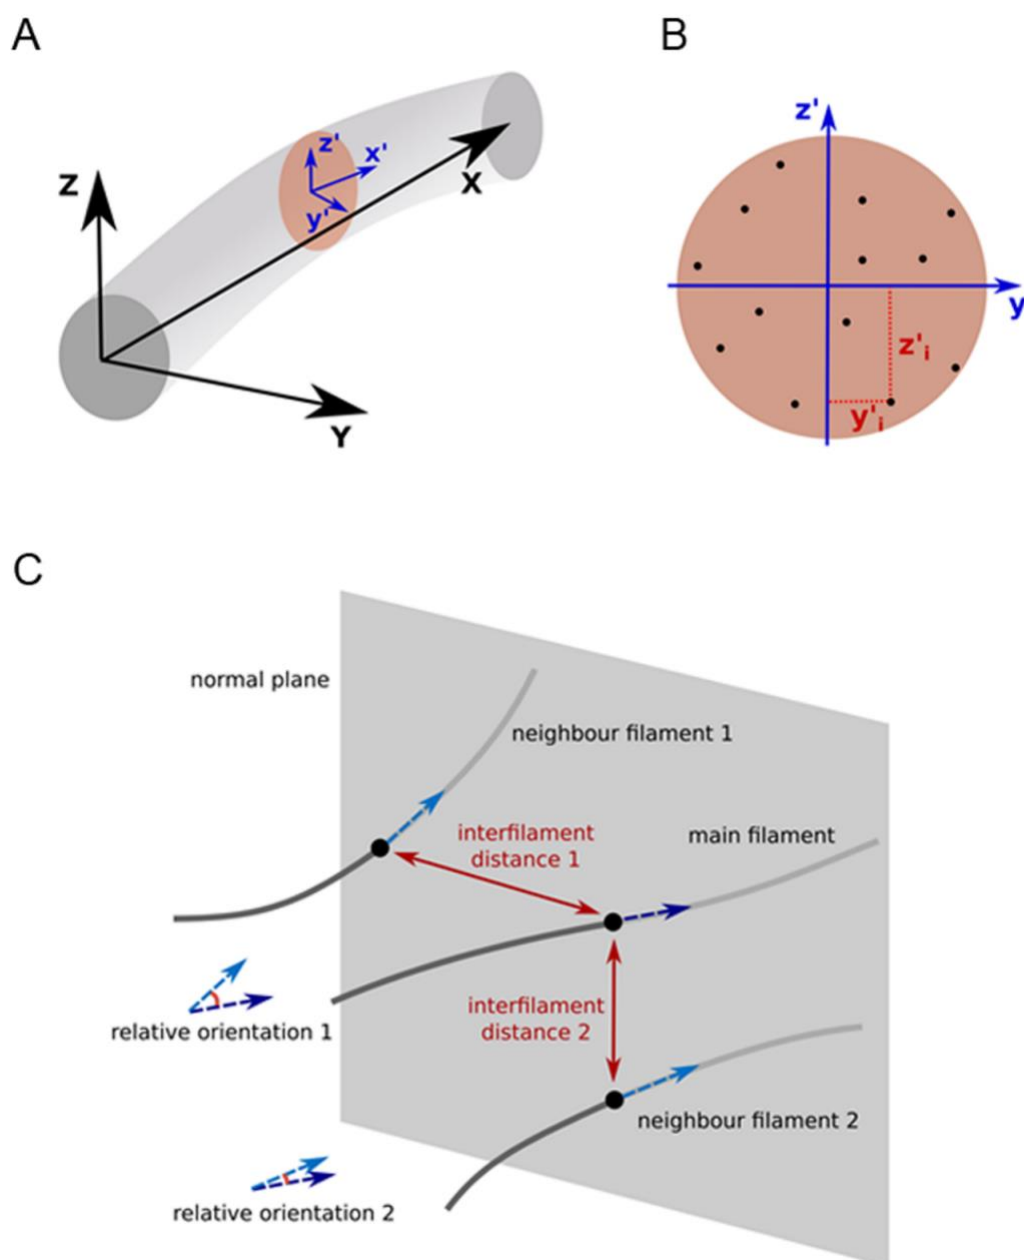 A
B
Z
z'
x'
y'
X
Y
z'
y
z'i
y'i
C
normal plane
neighbour filament 1
interfilament
distance 1
main filament
relative orientation 1
interfilament
distance 2
neighbour filament 2
relative orientation 2